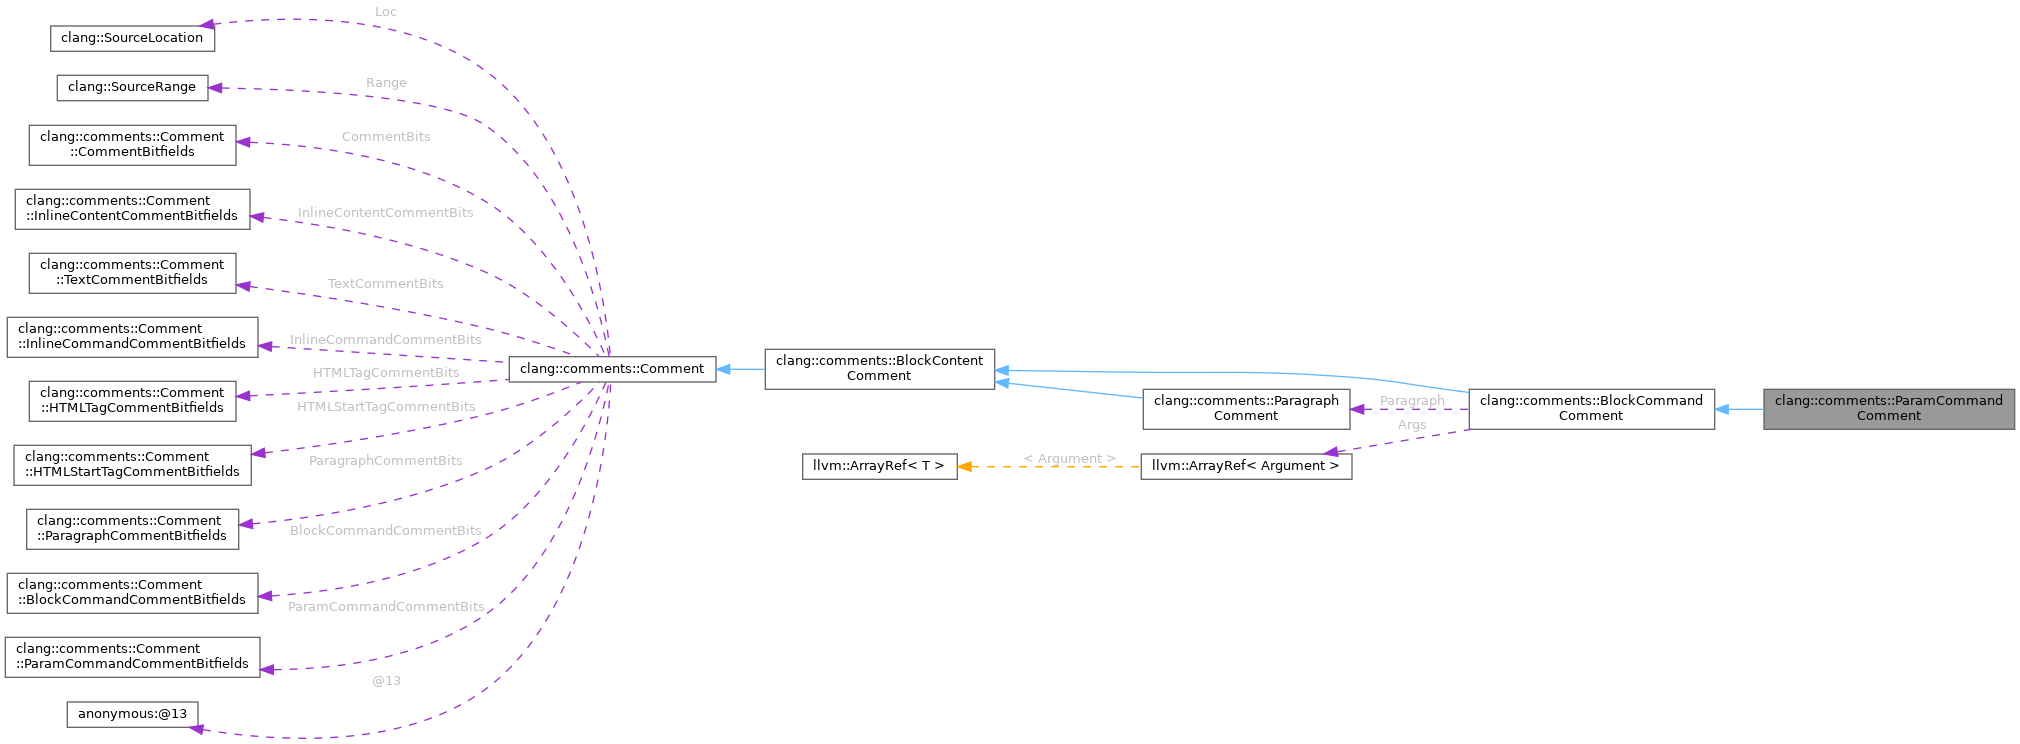 Loc
clang::SourceLocation
Range
clang::SourceRange
CommentBits
clang::comments::Comment
::CommentBitfields
InlineContentCommentBits
clang::comments::Comment
::InlineContentCommentBitfields
TextCommentBits
clang::comments::Comment
::TextCommentBitfields
InlineCommandCommentBits
clang::comments::Comment
::InlineCommandCommentBitfields
HTMLTagCommentBits
clang::comments::Comment
::HTMLTagCommentBitfields
HTMLStartTagCommentBits
clang::comments::Comment
::HTMLStartTagCommentBitfields
ParagraphCommentBits
clang::comments::Comment
::ParagraphCommentBitfields
BlockCommandCommentBits
clang::comments::Comment
::BlockCommandCommentBitfields
ParamCommandCommentBits
clang::comments::Comment
::ParamCommandCommentBitfields
@13
anonymous:@13
clang::comments::Comment
clang::comments::BlockContent
Comment
clang::comments::Paragraph
Comment
Paragraph
Args
llvm::ArrayRef< T >
< Argument >
llvm::ArrayRef< Argument >
clang::comments::BlockCommand
Comment
clang::comments::ParamCommand
Comment